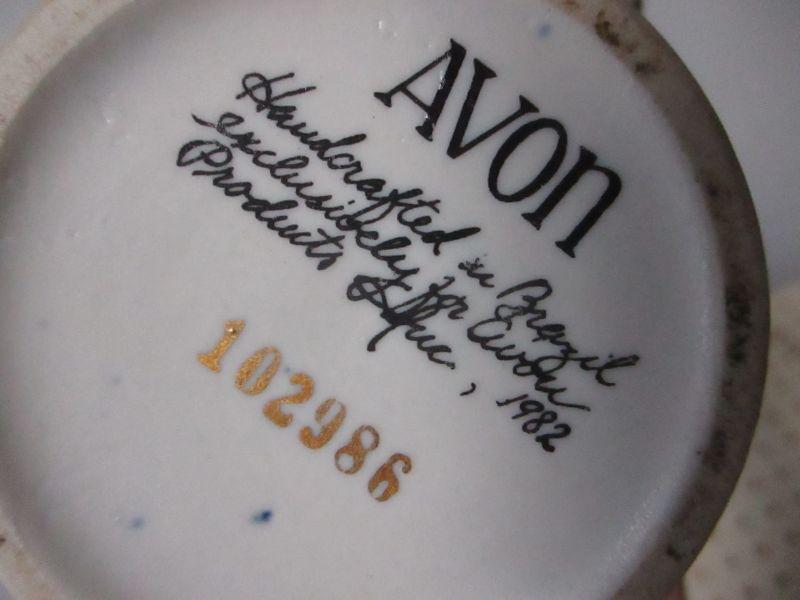 AVON
Handcrafted in Brazil
exclusively for Avon
Products, Inc., 1982
102986